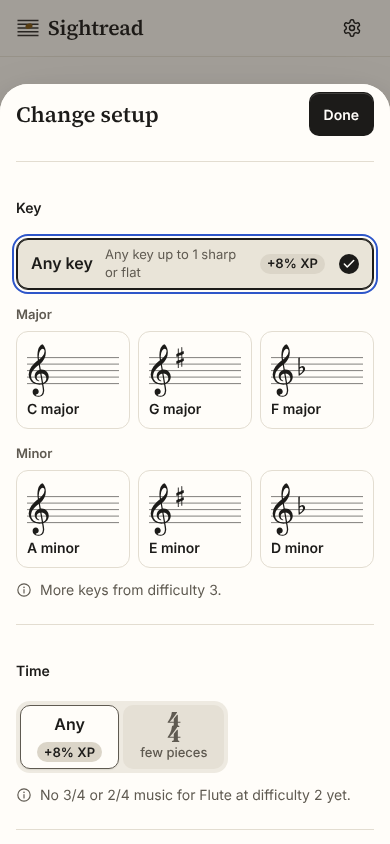 Sightread
Change setup
Done
Key
Any key
Any key up to 1 sharp
or flat
+8% XP
Major
C major
G major
F major
Minor
A minor
E minor
D minor
More keys from difficulty 3.
Time
Any
+8% XP
4
4
few pieces
No 3/4 or 2/4 music for Flute at difficulty 2 yet.